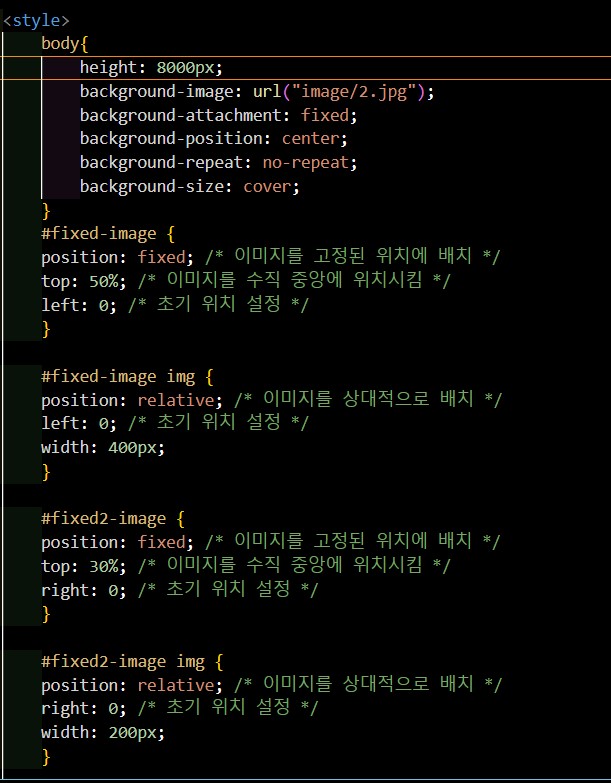 <style>
body{
height: 8000px;
background-image: url("image/2.jpg");
background-attachment: fixed;
background-position: center;
background-repeat: no-repeat;
background-size: cover;
}
#fixed-image {
position: fixed; /* 이미지를 고정된 위치에 배치 */
top: 50%; /* 이미지를 수직 중앙에 위치시킴 */
left: 0; /* 초기 위치 설정 */
}
#fixed-image img {
position: relative; /* 이미지를 상대적으로 배치 */
left: 0; /* 초기 위치 설정 */
width: 400px;
}
#fixed2-image {
position: fixed; /* 이미지를 고정된 위치에 배치 */
top: 30%; /* 이미지를 수직 중앙에 위치시킴 */
right: 0; /* 초기 위치 설정 */
}
#fixed2-image img {
position: relative; /* 이미지를 상대적으로 배치 */
right: 0; /* 초기 위치 설정 */
width: 200px;
}